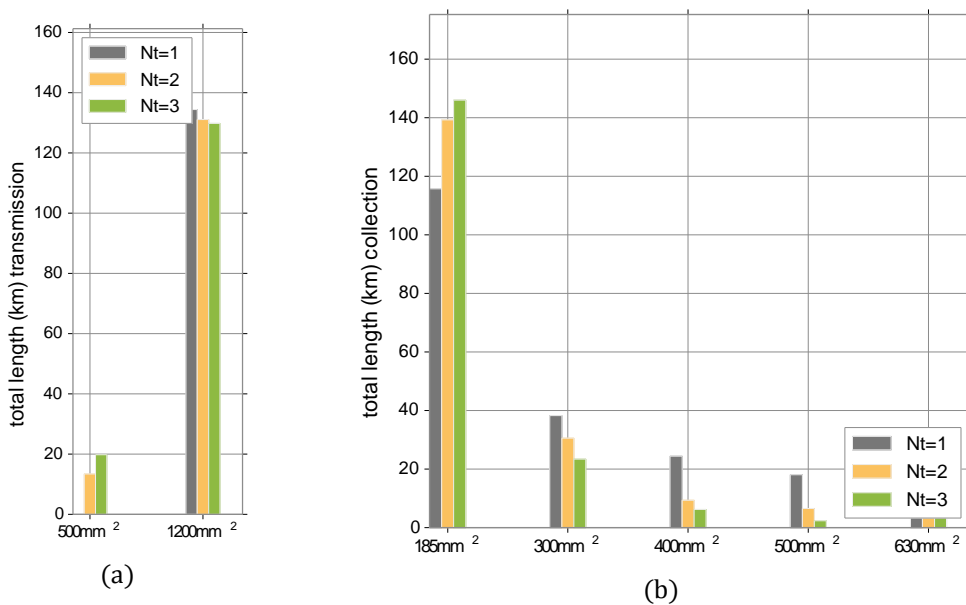 160
140
120
100
80
60
40
20
0
total length (km) transmission
Nt=1
Nt=2
Nt=3
500mm ²
1200mm ²
(a)
160
140
120
100
80
60
40
20
0
total length (km) collection
Nt=1
Nt=2
Nt=3
185mm ²
300mm ²
400mm ²
500mm ²
630mm ²
(b)